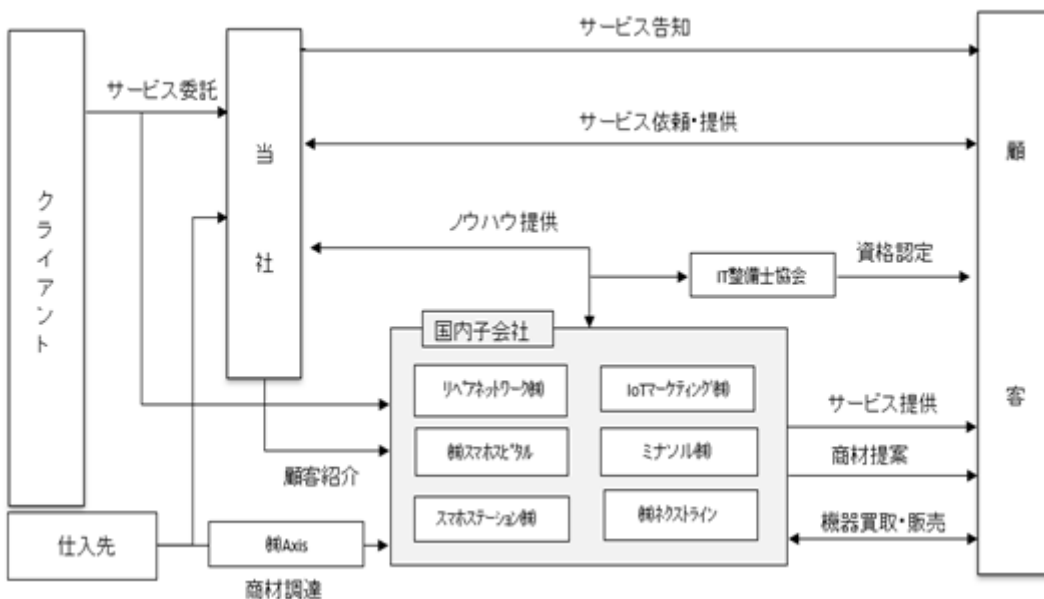 サービス告知
サービス委託
サービス依頼・提供
クライアント
当社
顧客
ノウハウ提供
IT整備士協会
資格認定
国内子会社
リペアネットワーク㈱
IoTマーケティング㈱
サービス提供
㈱スマホスピタル
ミナソル㈱
商材提案
顧客紹介
スマホステーション㈱
㈱ネクストライン
機器買取・販売
仕入先
㈱Axis
商材調達